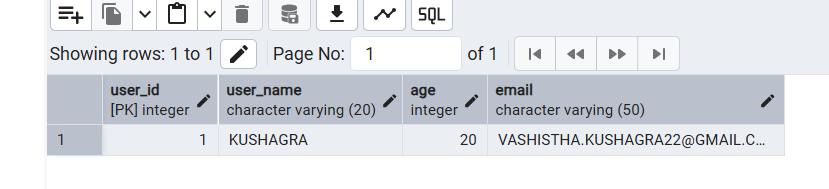 SQL
Showing rows: 1 to 1 Page No: 1 of 1
user_id user_name age email
[PK] integer character varying (20) integer character varying (50)
1 1 KUSHAGRA 20 VASHISTHA.KUSHAGRA22@GMAIL.C...